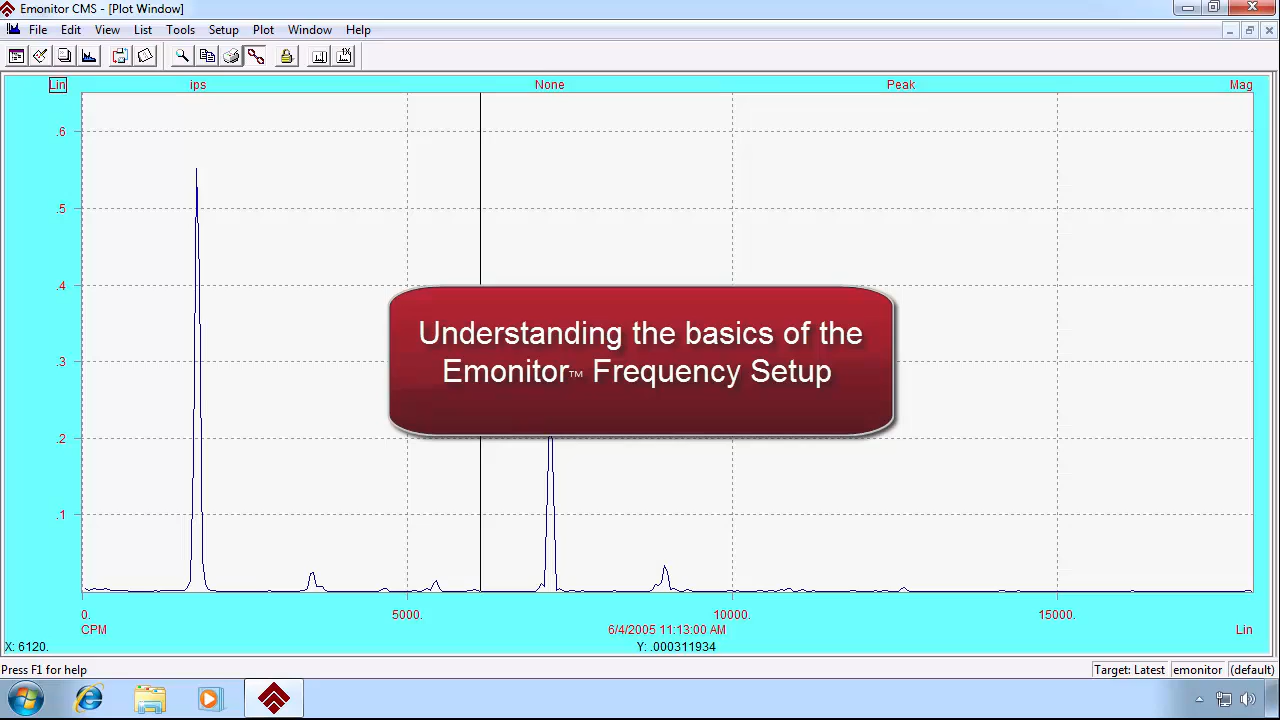 Emonitor CMS - [Plot Window]
File Edit View List Tools Setup Plot Window Help
1X
Lin ips None Peak Mag
.6
.5
.4
.3
.2
.1
Understanding the basics of the
Emonitor™ Frequency Setup
0. 5000. 10000. 15000.
CPM 6/4/2005 11:13:00 AM Lin
X: 6120. Y: .000311934
Press F1 for help Target: Latest emonitor (default)